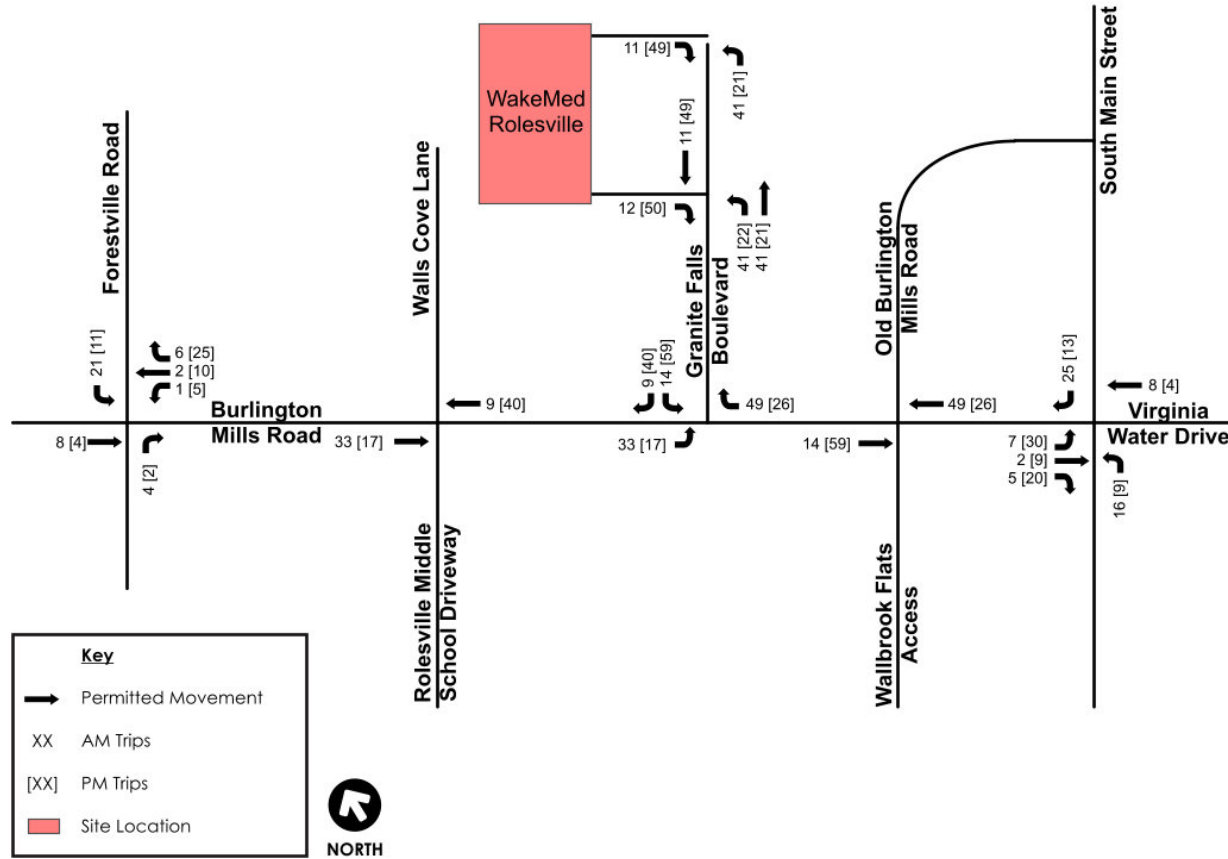 11 [49]
41 [21]
WakeMed
Rolesville
11 [49]
South Main Street
Forestville Road
Walls Cove Lane
12 [50]
41 [22]
41 [21]
Granite Falls
Boulevard
Old Burlington
Mills Road
21 [11]
6 [25]
2 [10]
1 [5]
9 [40]
14 [59]
25 [13]
8 [4]
9 [40]
49 [26]
49 [26]
Burlington
Mills Road
Virginia
Water Drive
8 [4]
4 [2]
33 [17]
33 [17]
14 [59]
7 [30]
2 [9]
5 [20]
16 [9]
Rolesville Middle
School Driveway
Wallbrook Flats
Access
Key
Permitted Movement
XX AM Trips
[XX] PM Trips
Site Location
NORTH